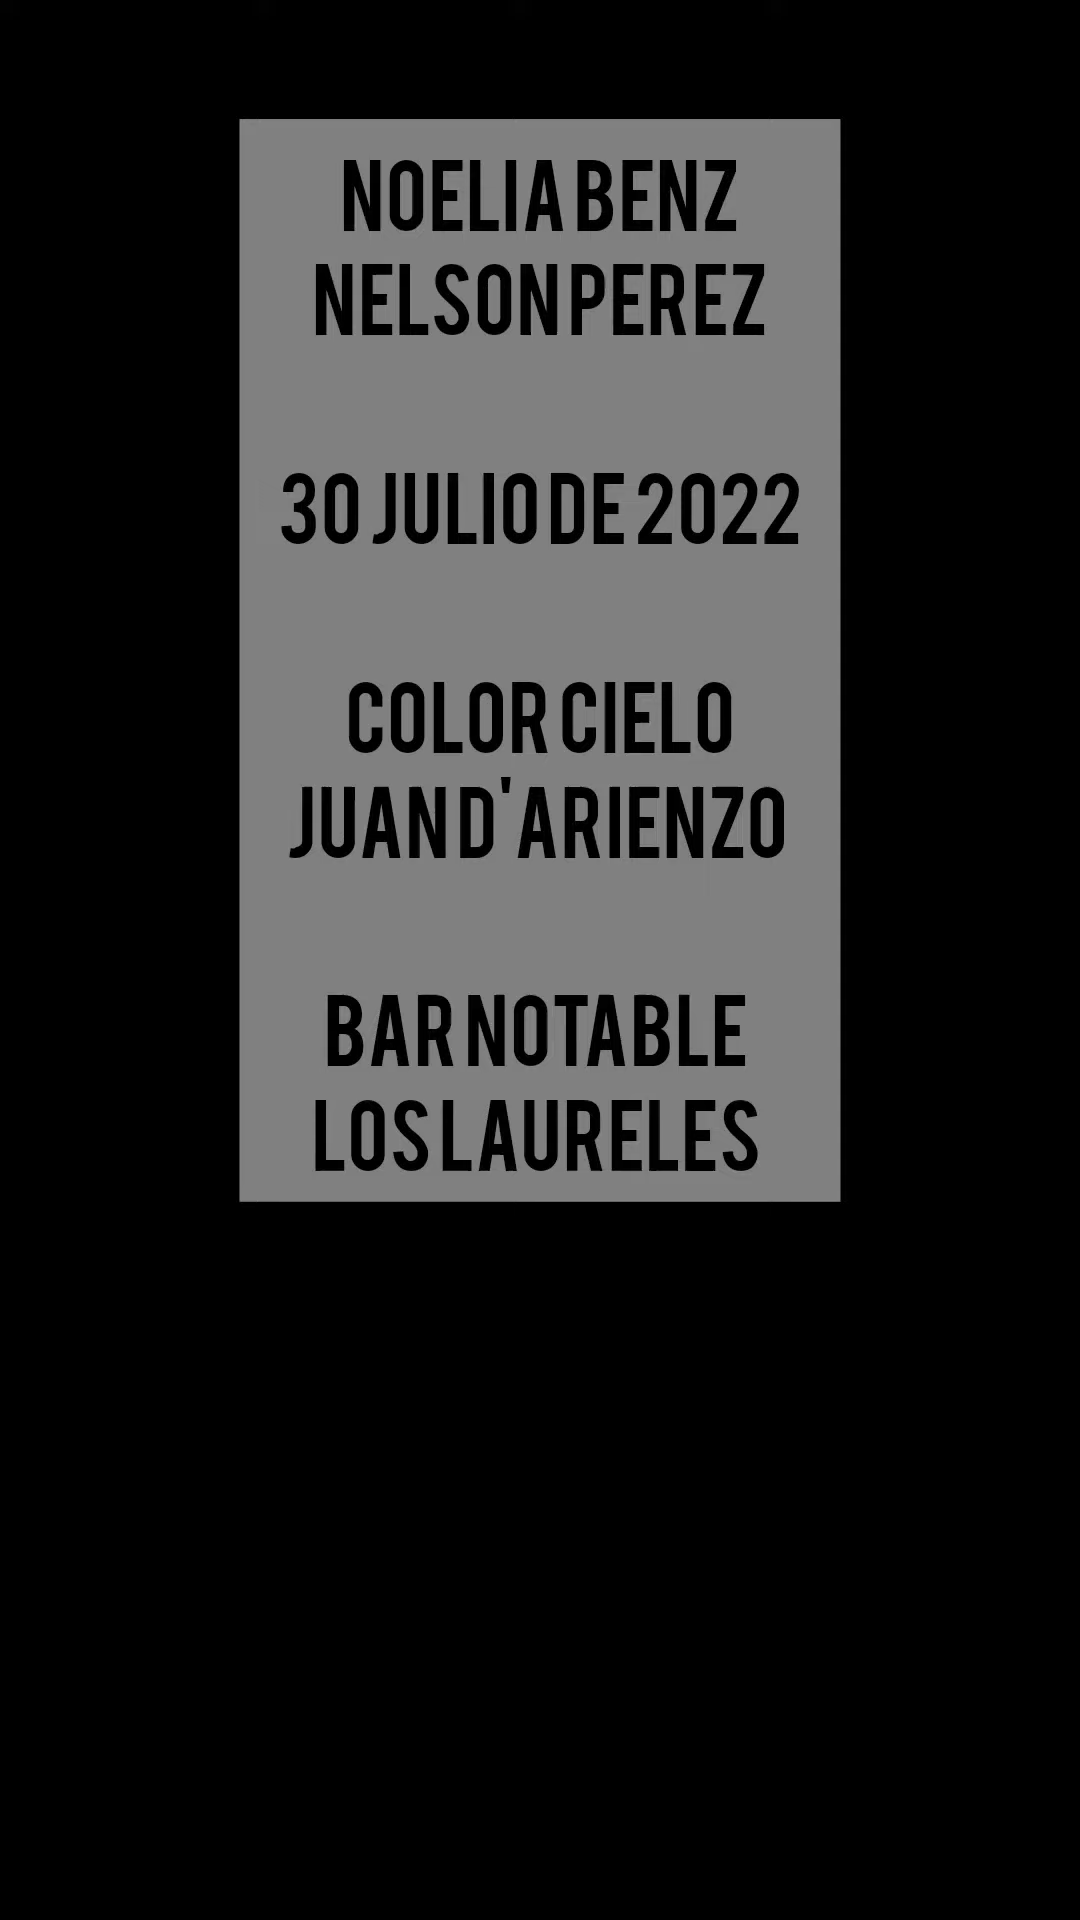 NOELIA BENZ
NELSON PEREZ
30 JULIO DE 2022
COLOR CIELO
JUAN D'ARIENZO
BAR NOTABLE
LOS LAURELES